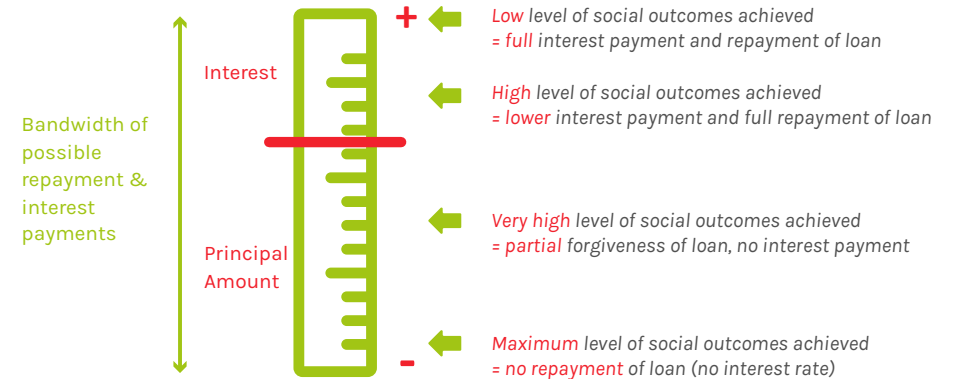 Bandwidth of
possible
repayment &
interest
payments
Interest
Principal
Amount
+
-
Low level of social outcomes achieved
= full interest payment and repayment of loan
High level of social outcomes achieved
= lower interest payment and full repayment of loan
Very high level of social outcomes achieved
= partial forgiveness of loan, no interest payment
Maximum level of social outcomes achieved
= no repayment of loan (no interest rate)